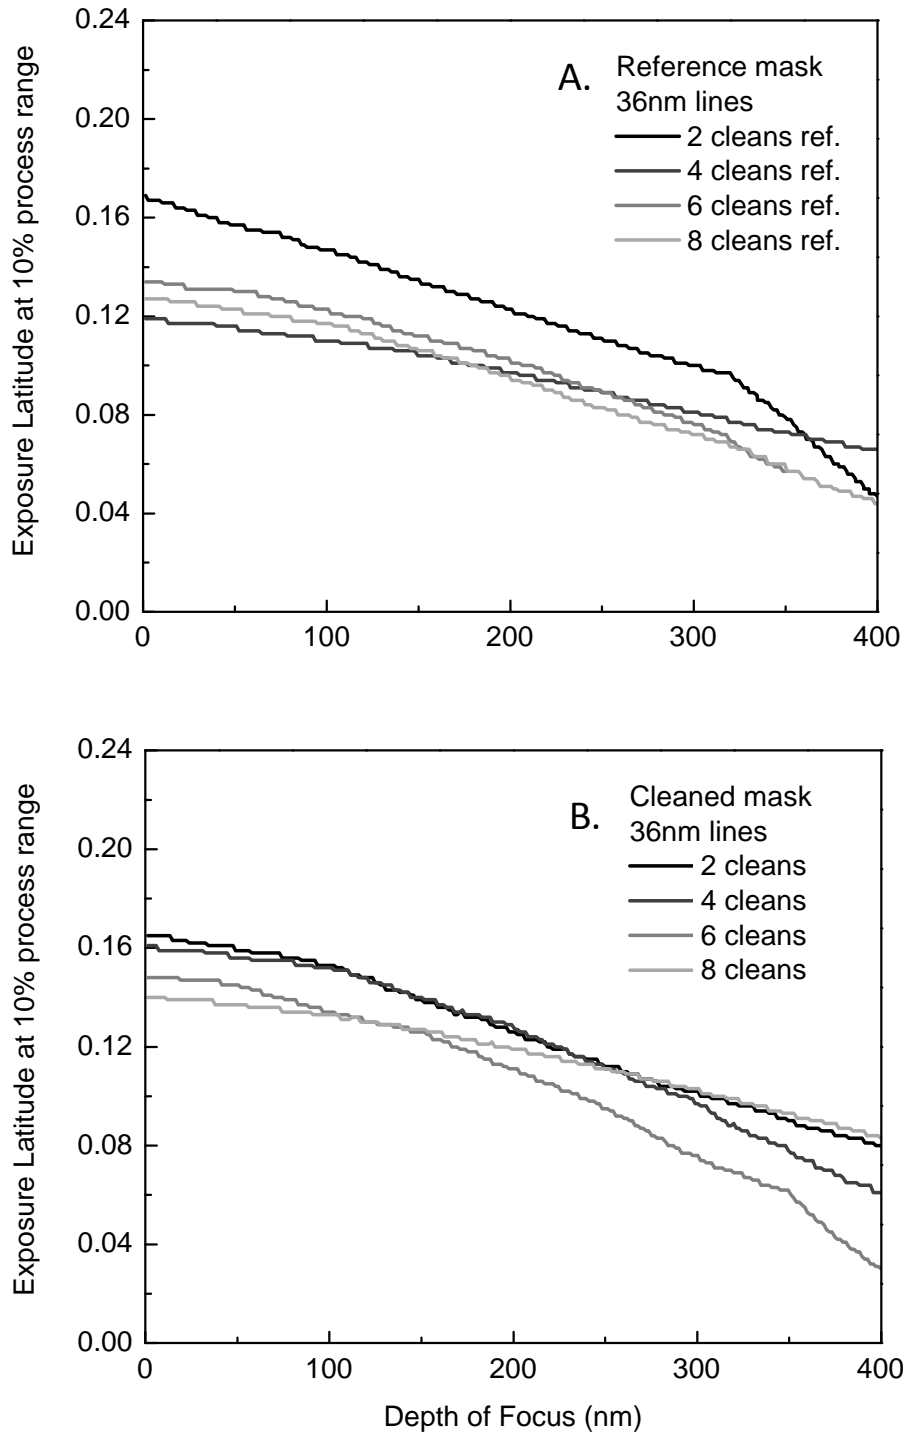 0.24
0.20
0.16
0.12
0.08
0.04
0.00
Exposure Latitude at 10% process range
A.
Reference mask
36nm lines
2 cleans ref.
4 cleans ref.
6 cleans ref.
8 cleans ref.
0 100 200 300 400
0.24
0.20
0.16
0.12
0.08
0.04
0.00
Exposure Latitude at 10% process range
B.
Cleaned mask
36nm lines
2 cleans
4 cleans
6 cleans
8 cleans
0 100 200 300 400
Depth of Focus (nm)